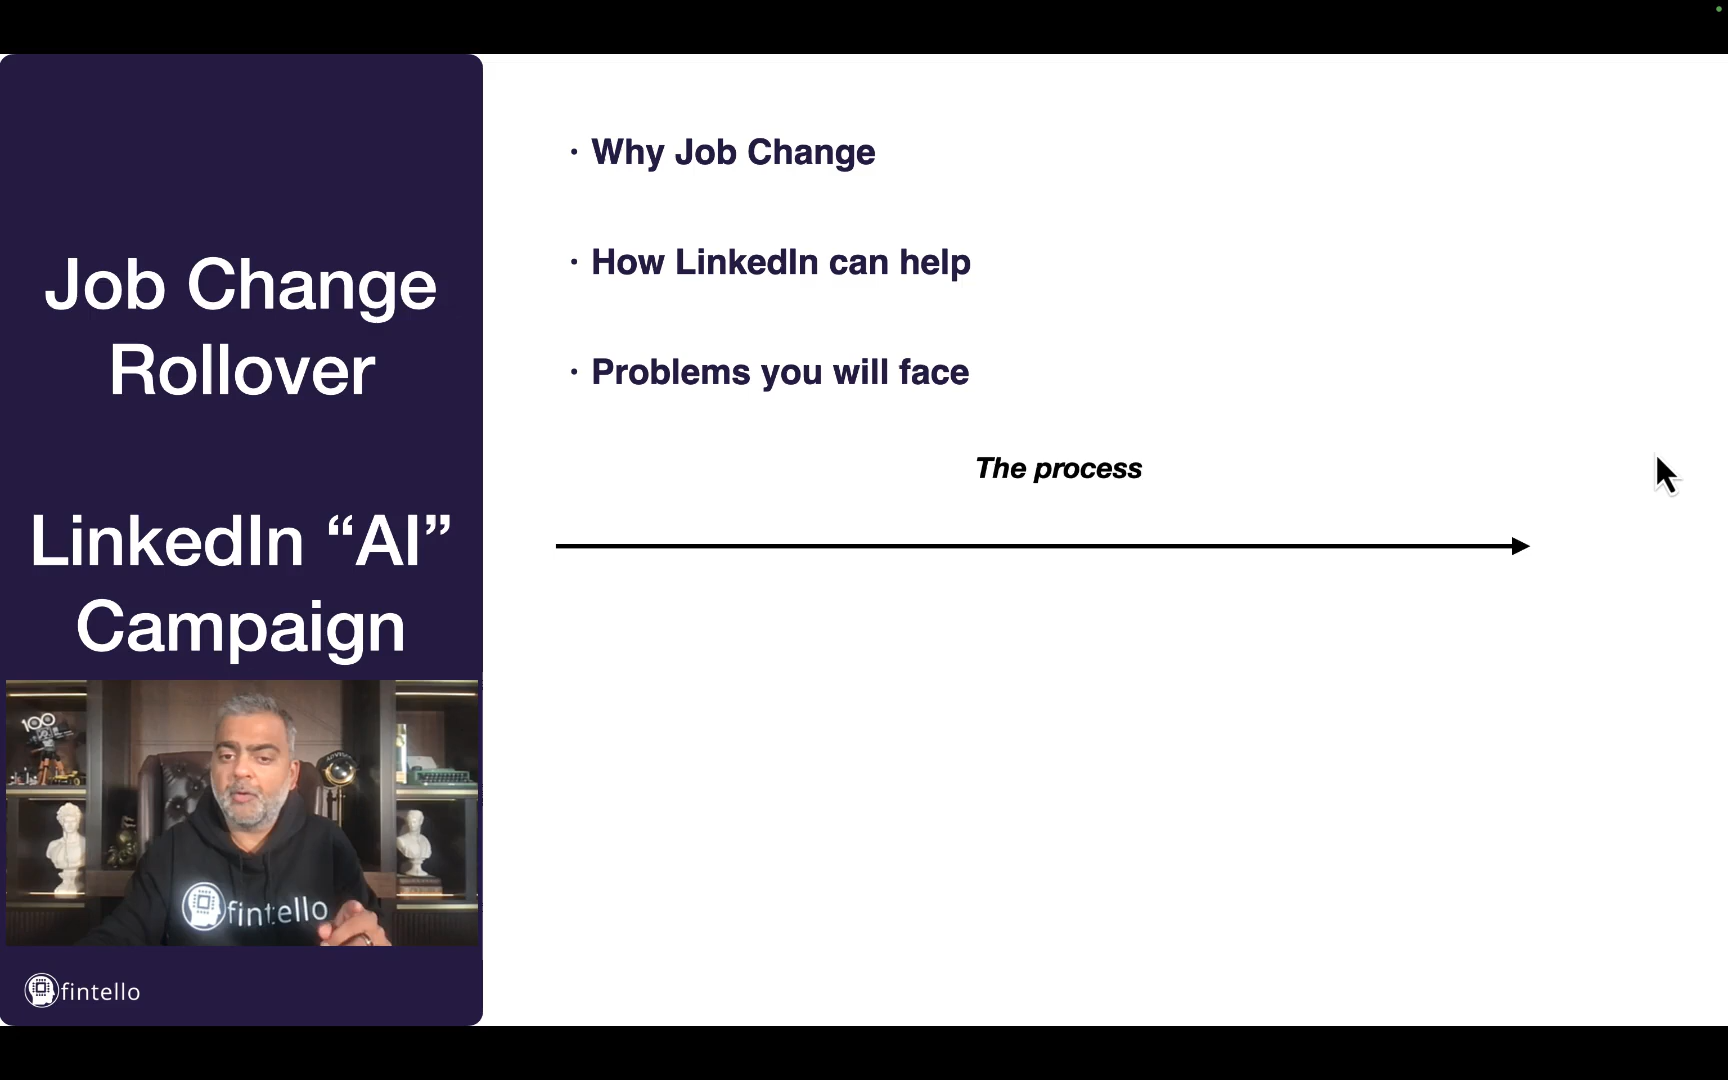 Job Change
Rollover
LinkedIn “AI”
Campaign
100
fintello
fintello
· Why Job Change
· How LinkedIn can help
· Problems you will face
The process